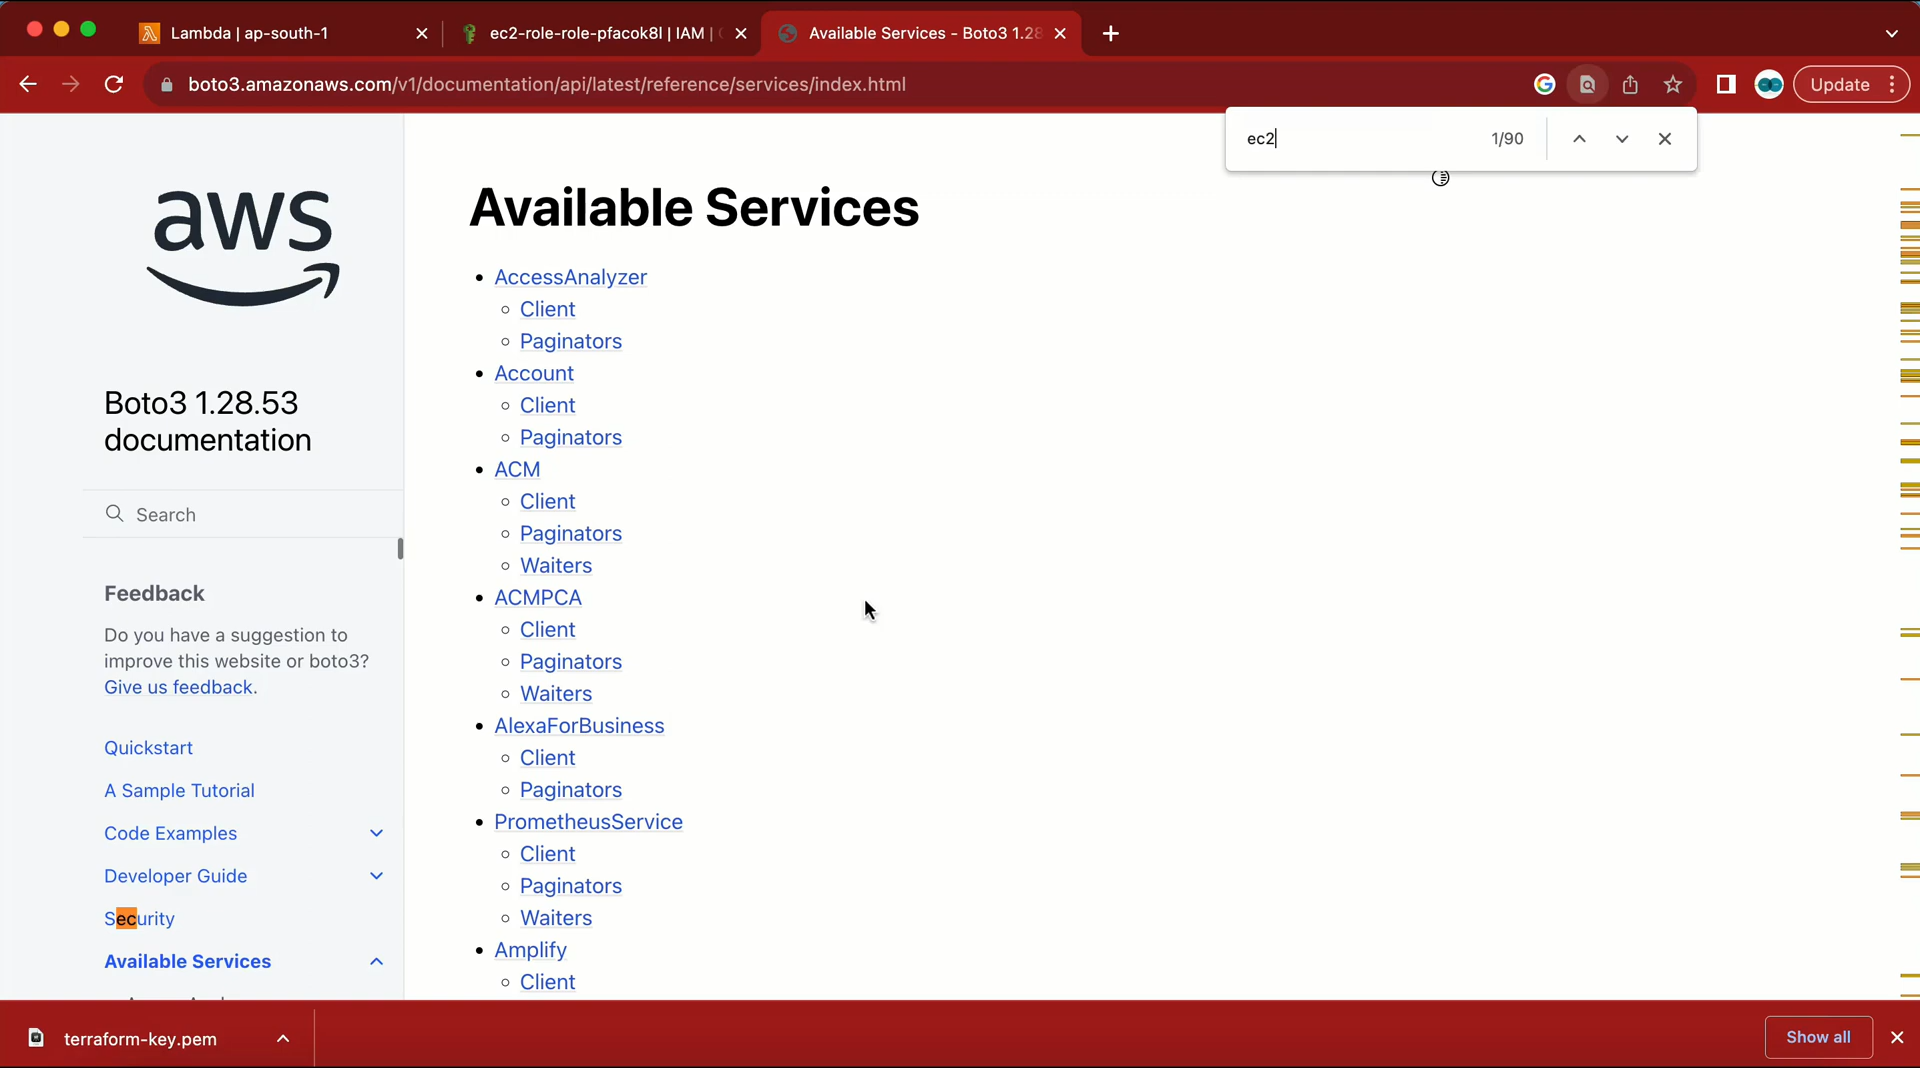 Lambda | ap-south-1
ec2-role-role-pfacok8l | IAM |
Available Services - Boto3 1.28
boto3.amazonaws.com/v1/documentation/api/latest/reference/services/index.html
Update
ec2
1/90
aws
Boto3 1.28.53
documentation
Search
Feedback
Do you have a suggestion to
improve this website or boto3?
Give us feedback.
Quickstart
A Sample Tutorial
Code Examples
Developer Guide
Security
Available Services
Available Services
AccessAnalyzer
Client
Paginators
Account
Client
Paginators
ACM
Client
Paginators
Waiters
ACMPCA
Client
Paginators
Waiters
AlexaForBusiness
Client
Paginators
PrometheusService
Client
Paginators
Waiters
Amplify
Client
terraform-key.pem
Show all